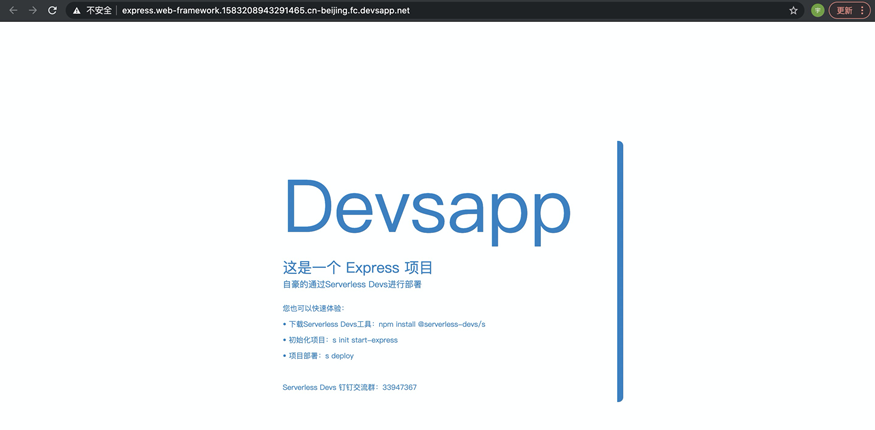 不安全 express.web-framework.1583208943291465.cn-beijing.fc.devsapp.net 更新
Devsapp
这是一个 Express 项目
自豪的通过Serverless Devs进行部署
您也可以快速体验：
• 下载Serverless Devs工具：npm install @serverless-devs/s
• 初始化项目：s init start-express
• 项目部署：s deploy
Serverless Devs 钉钉交流群：33947367